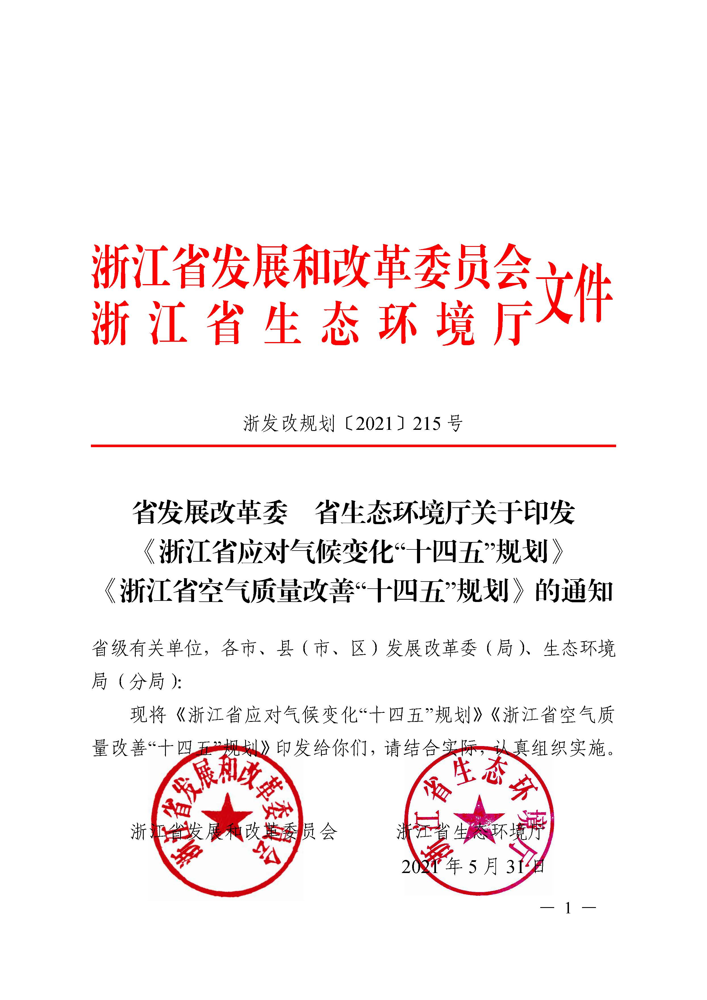 浙江省发展和改革委员会
浙江省生态环境厅
文件
浙发改规划〔2021〕215 号
省发展改革委　省生态环境厅关于印发
《浙江省应对气候变化“十四五”规划》
《浙江省空气质量改善“十四五”规划》的通知
省级有关单位，各市、县（市、区）发展改革委（局）、生态环境
局（分局）：
现将《浙江省应对气候变化“十四五”规划》《浙江省空气质
量改善“十四五”规划》印发给你们，请结合实际，认真组织实施。
浙江省发展和改革委员会
浙江省生态环境厅
浙江省发展和改革委员会　浙江省生态环境厅
2021 年 5 月 31 日
— 1 —